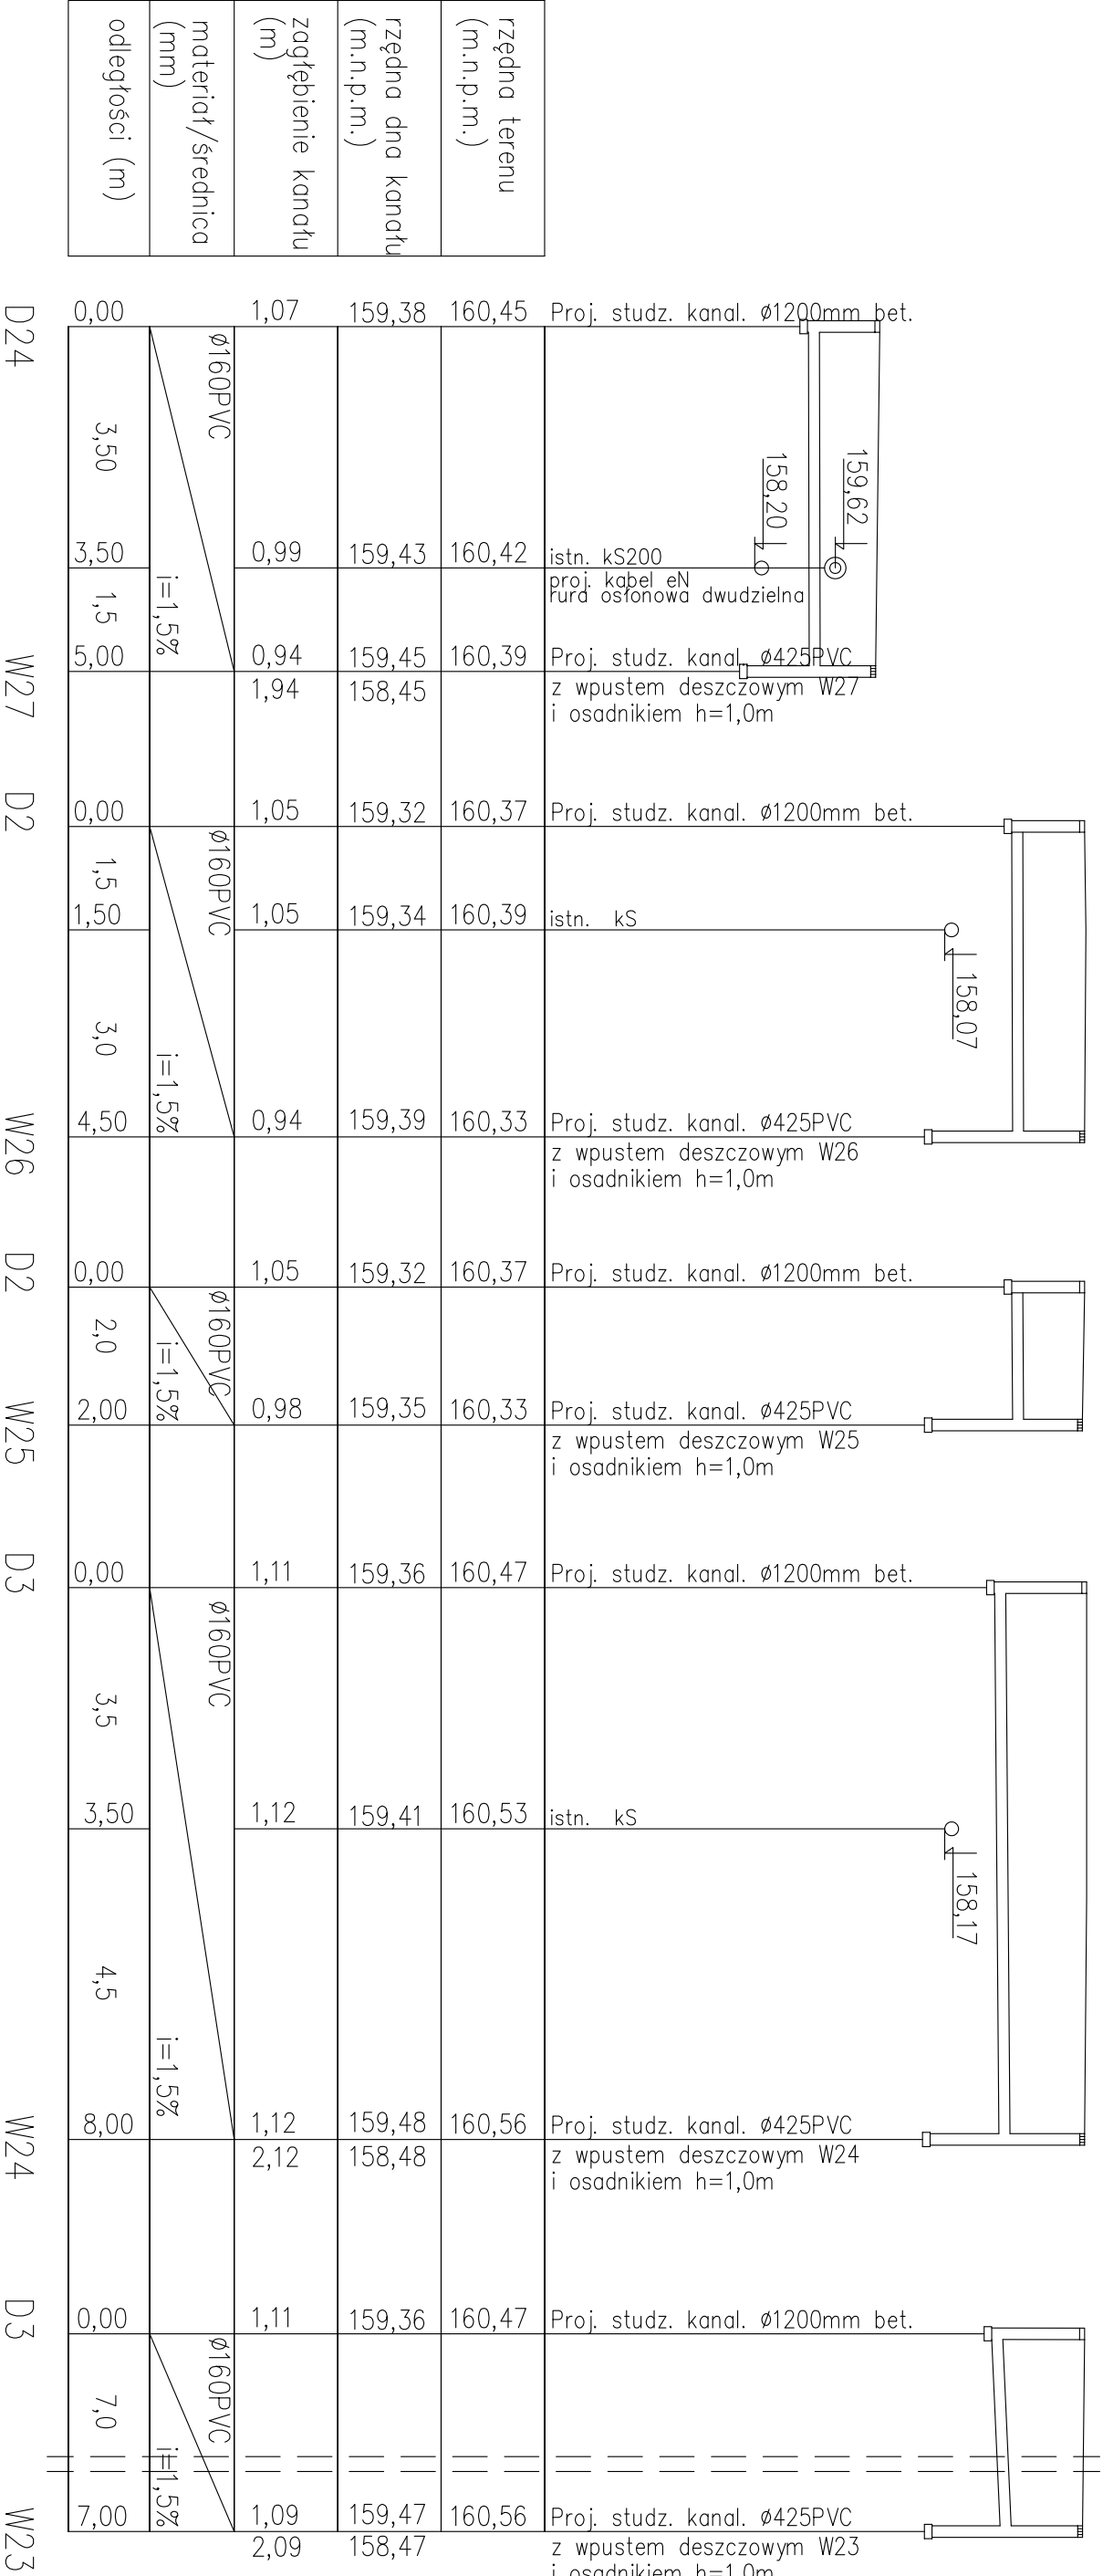 rzędna terenu
(m.n.p.m.)
rzędna dna kanału
(m.n.p.m.)
zagłębienie kanału
(m)
materiał/średnica
(mm)
odległości (m)
D24
0,00
1,07
159,38
160,45
Proj. studz. kanal. ø1200mm bet.
ø160PVC
3,50
158,20
159,62
3,50
0,99
159,43
160,42
istn. kS200
proj. kabel eN
rura osłonowa dwudzielna
1,5
i=1,5%
W27
5,00
0,94
159,45
160,39
Proj. studz. kanal. ø425PVC
1,94
158,45
z wpustem deszczowym W27
i osadnikiem h=1,0m
D2
0,00
1,05
159,32
160,37
Proj. studz. kanal. ø1200mm bet.
ø160PVC
1,5
1,50
1,05
159,34
160,39
istn. kS
158,07
3,0
i=1,5%
W26
4,50
0,94
159,39
160,33
Proj. studz. kanal. ø425PVC
z wpustem deszczowym W26
i osadnikiem h=1,0m
D2
0,00
1,05
159,32
160,37
Proj. studz. kanal. ø1200mm bet.
ø160PVC
2,0
i=1,5%
W25
2,00
0,98
159,35
160,33
Proj. studz. kanal. ø425PVC
z wpustem deszczowym W25
i osadnikiem h=1,0m
D3
0,00
1,11
159,36
160,47
Proj. studz. kanal. ø1200mm bet.
ø160PVC
3,5
3,50
1,12
159,41
160,53
istn. kS
158,17
4,5
i=1,5%
W24
8,00
1,12
159,48
160,56
Proj. studz. kanal. ø425PVC
2,12
158,48
z wpustem deszczowym W24
i osadnikiem h=1,0m
D3
0,00
1,11
159,36
160,47
Proj. studz. kanal. ø1200mm bet.
ø160PVC
7,0
i=1,5%
W23
7,00
1,09
159,47
160,56
Proj. studz. kanal. ø425PVC
2,09
158,47
z wpustem deszczowym W23
i osadnikiem h=1,0m